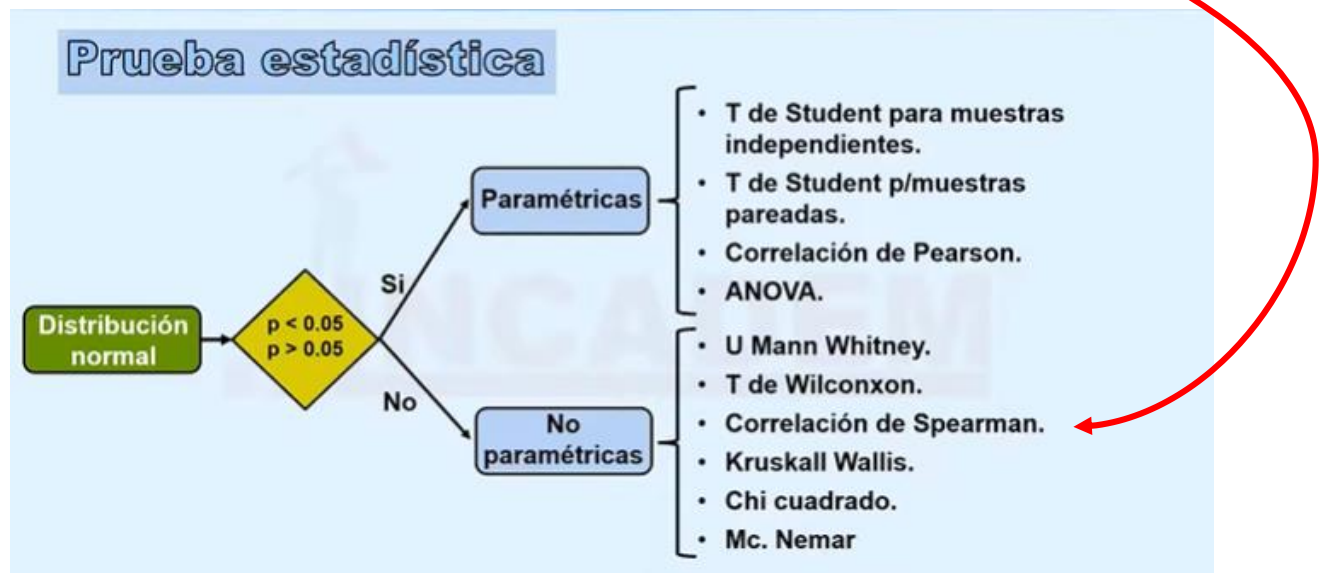 Prueba estadística
• T de Student para muestras
independientes.
• T de Student p/muestras
pareadas.
• Correlación de Pearson.
• ANOVA.
Paramétricas
Si
Distribución
normal
p < 0.05
p > 0.05
No
No
paramétricas
• U Mann Whitney.
• T de Wilconxon.
• Correlación de Spearman.
• Kruskall Wallis.
• Chi cuadrado.
• Mc. Nemar
INCADEM